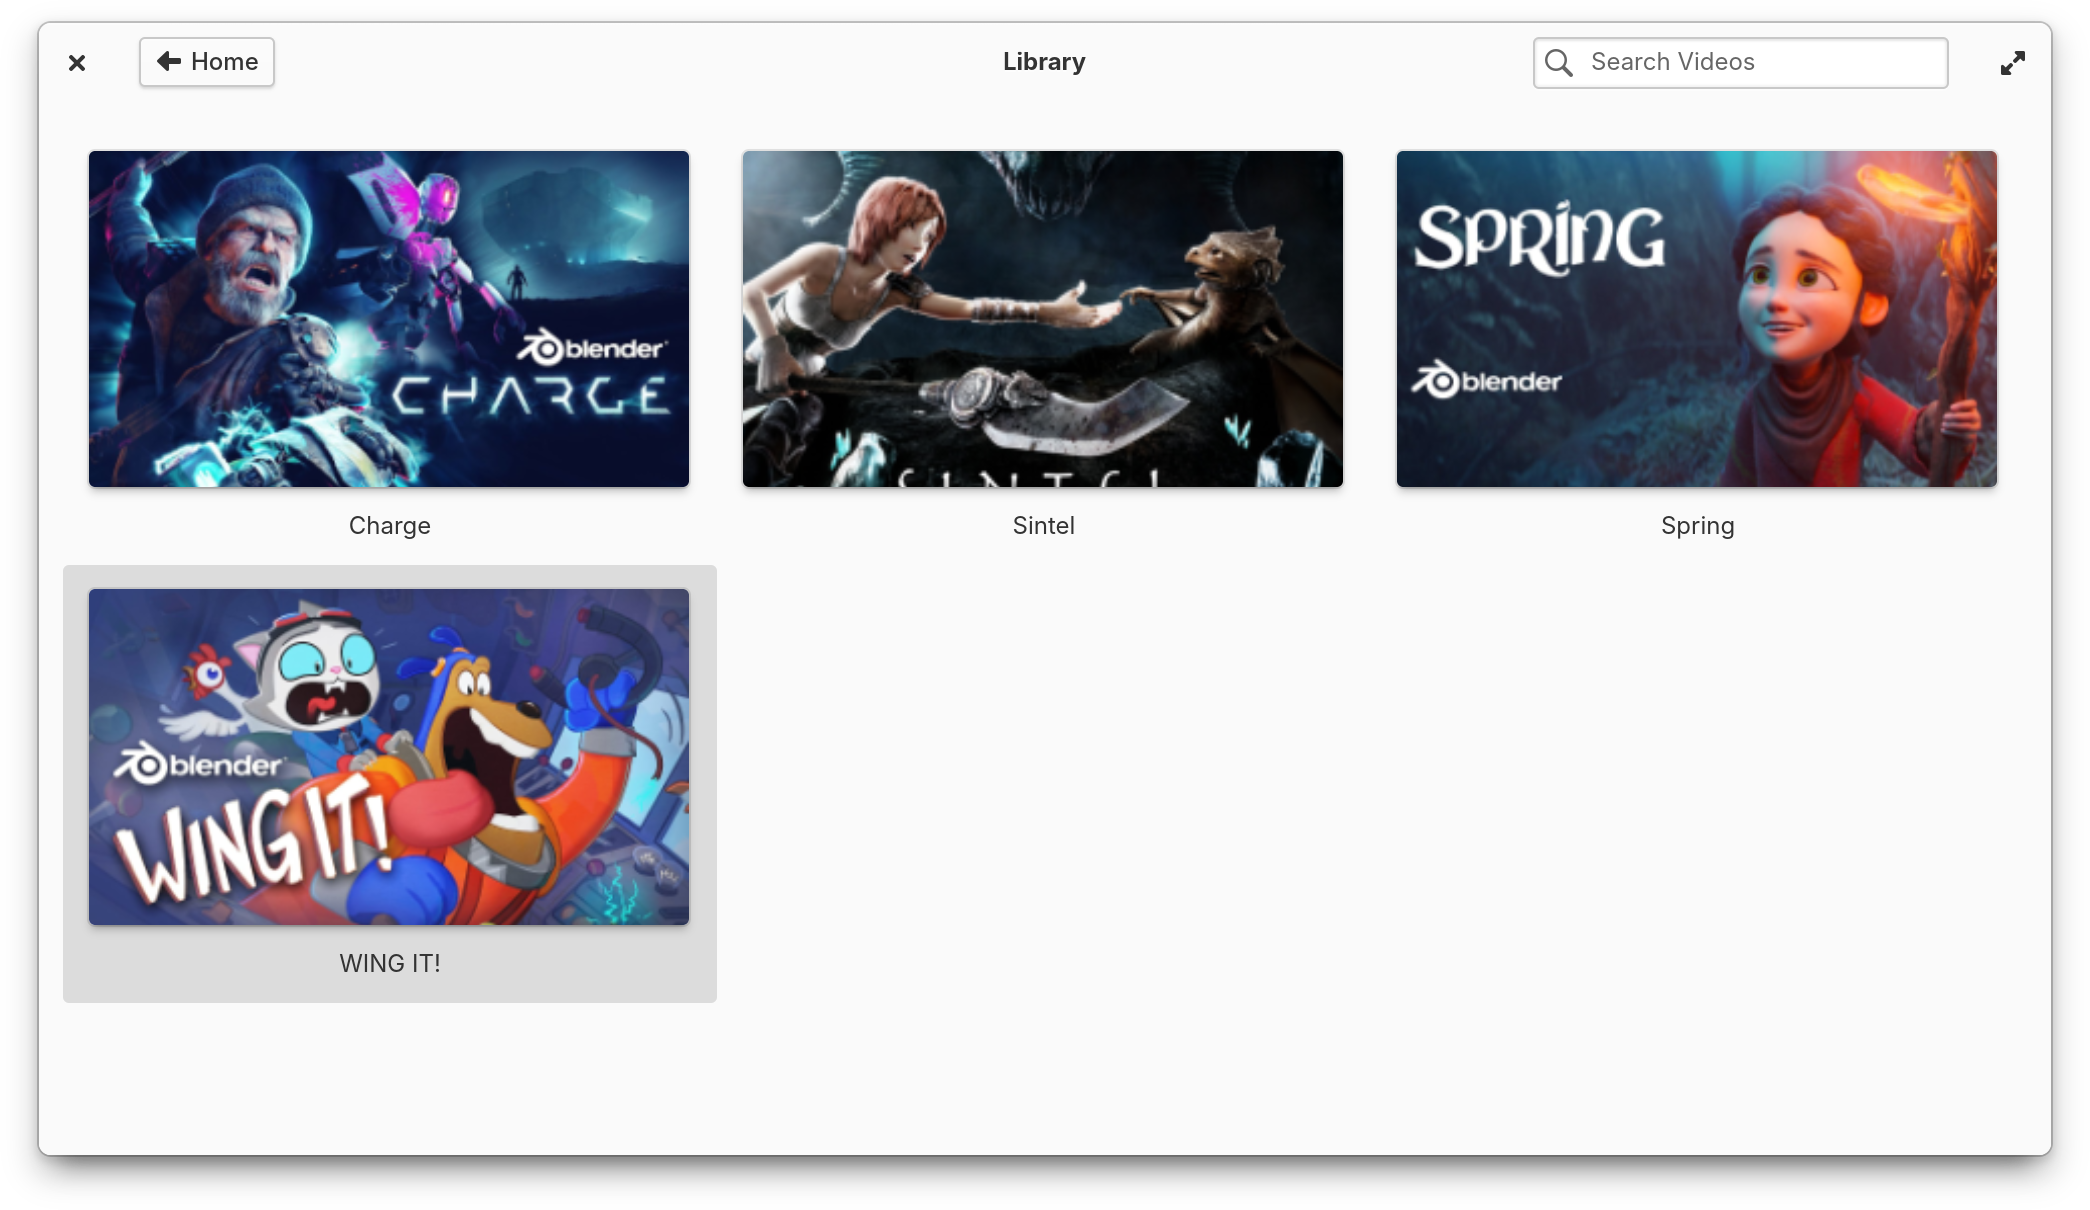 Home
Library
Search Videos
blender
CHARGE
SINTEL
SPRING
blender
Charge
Sintel
Spring
blender
WING IT!
WING IT!